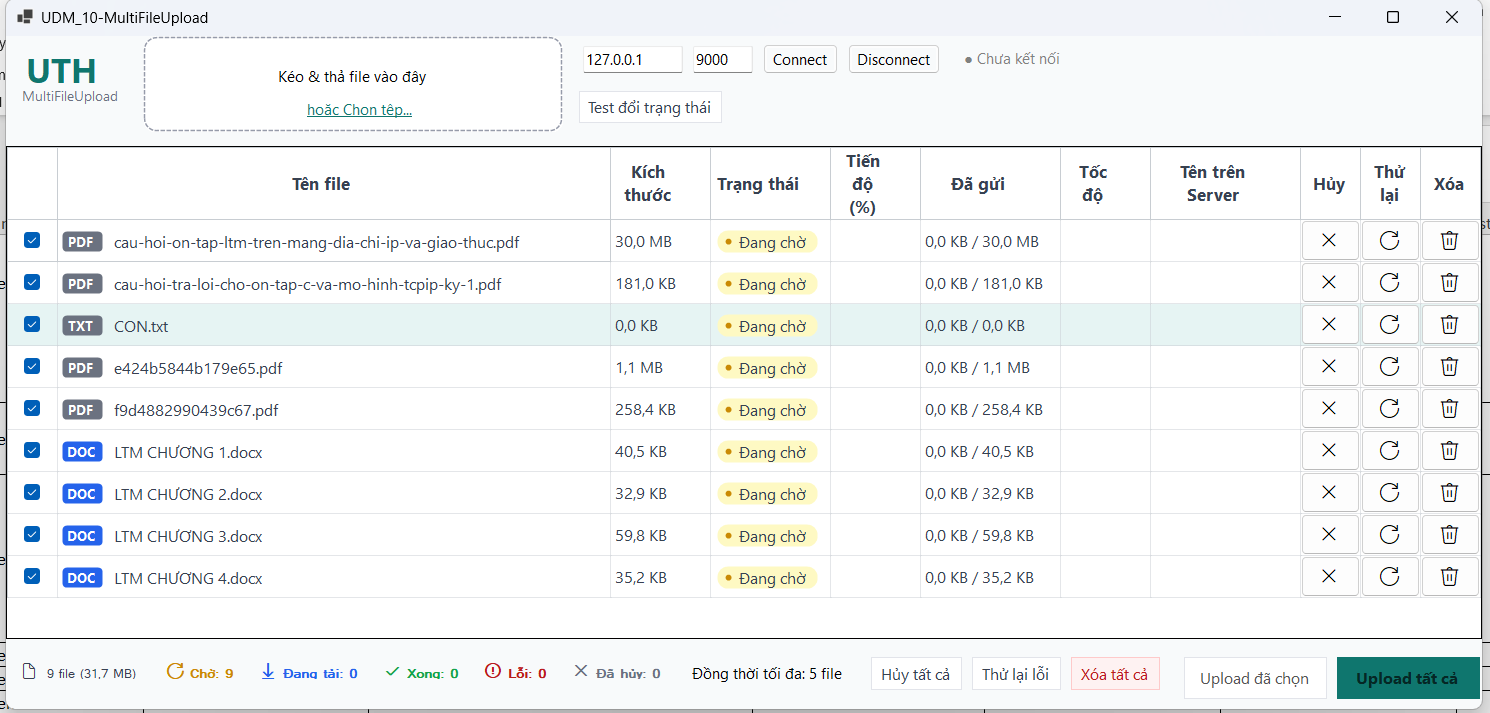 UDM_10-MultiFileUpload
UTH
MultiFileUpload
Kéo & thả file vào đây
hoặc Chọn tệp...
127.0.0.1 9000 Connect Disconnect ● Chưa kết nối
Test đổi trạng thái
Tên file Kích thước Trạng thái Tiến độ (%) Đã gửi Tốc độ Tên trên Server Hủy Thử lại Xóa
PDF cau-hoi-on-tap-ltm-tren-mang-dia-chi-ip-va-giao-thuc.pdf 30,0 MB • Đang chờ 0,0 KB / 30,0 MB
PDF cau-hoi-tra-loi-cho-on-tap-c-va-mo-hinh-tcpip-ky-1.pdf 181,0 KB • Đang chờ 0,0 KB / 181,0 KB
TXT CON.txt 0,0 KB • Đang chờ 0,0 KB / 0,0 KB
PDF e424b5844b179e65.pdf 1,1 MB • Đang chờ 0,0 KB / 1,1 MB
PDF f9d4882990439c67.pdf 258,4 KB • Đang chờ 0,0 KB / 258,4 KB
DOC LTM CHƯƠNG 1.docx 40,5 KB • Đang chờ 0,0 KB / 40,5 KB
DOC LTM CHƯƠNG 2.docx 32,9 KB • Đang chờ 0,0 KB / 32,9 KB
DOC LTM CHƯƠNG 3.docx 59,8 KB • Đang chờ 0,0 KB / 59,8 KB
DOC LTM CHƯƠNG 4.docx 35,2 KB • Đang chờ 0,0 KB / 35,2 KB
9 file (31,7 MB) Chờ: 9 Đang tải: 0 Xong: 0 Lỗi: 0 Đã hủy: 0 Đồng thời tối đa: 5 file Hủy tất cả Thử lại lỗi Xóa tất cả Upload đã chọn Upload tất cả